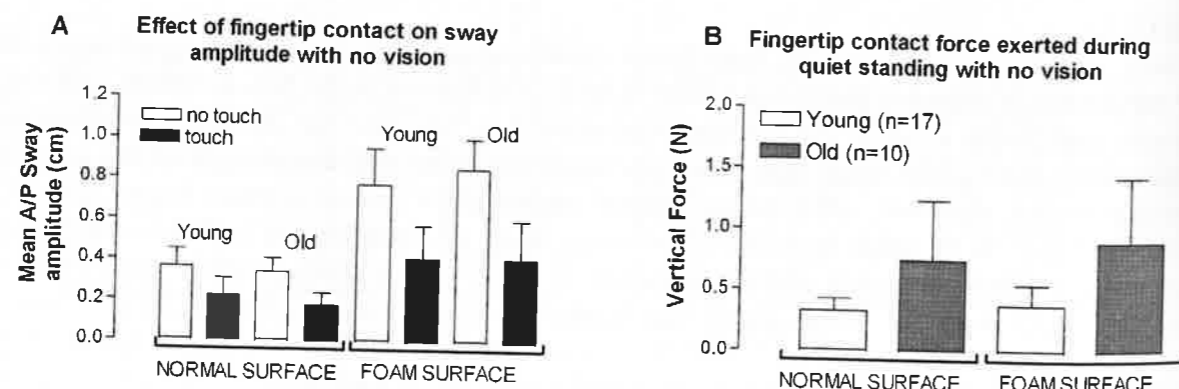 A
Effect of fingertip contact on sway
amplitude with no vision
Mean A/P Sway
amplitude (cm)
1.2
1.0
0.8
0.6
0.4
0.2
0.0
no touch
touch
Young
Old
Young
Old
NORMAL SURFACE
FOAM SURFACE
B
Fingertip contact force exerted during
quiet standing with no vision
Vertical Force (N)
2.0
1.5
1.0
0.5
0.0
Young (n=17)
Old (n=10)
NORMAL SURFACE
FOAM SURFACE